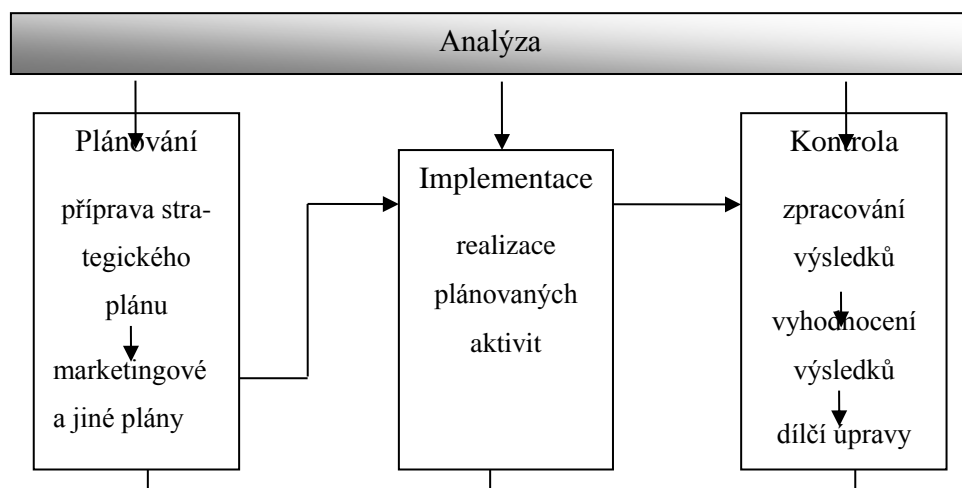 Analýza
Plánování
příprava stra-
tegického
plánu
marketingové
a jiné plány
Implementace
realizace
plánovaných
aktivit
Kontrola
zpracování
výsledků
vyhodnocení
výsledků
dílčí úpravy